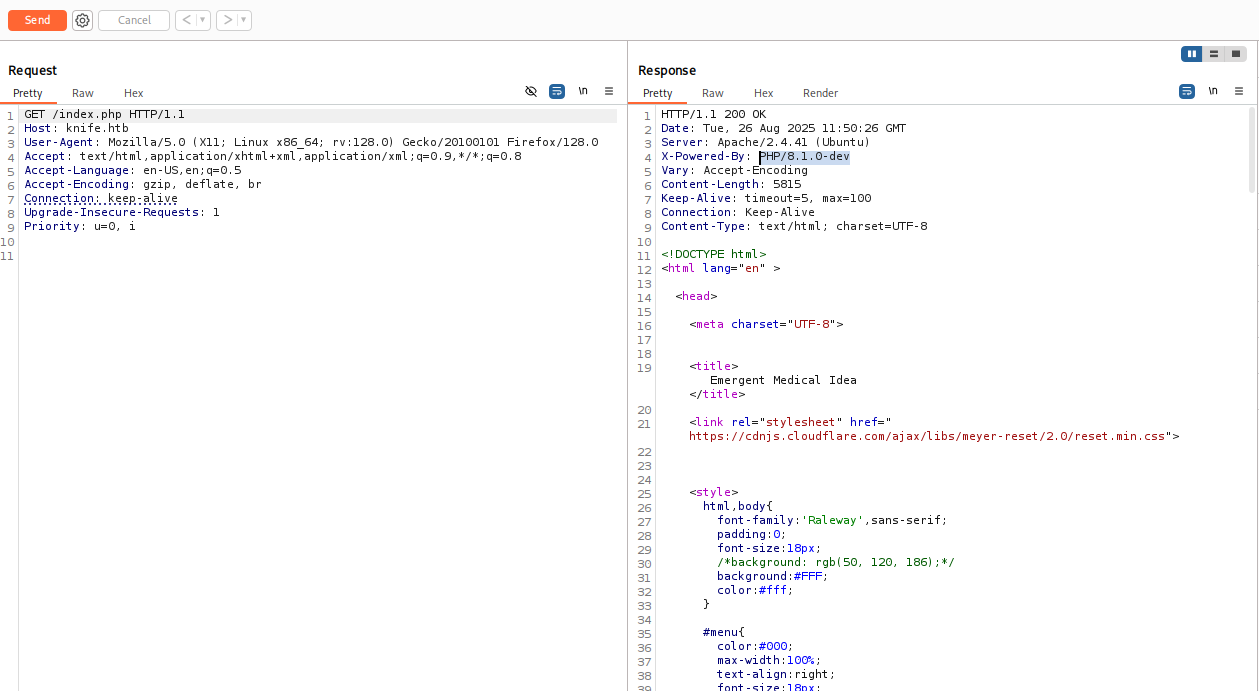 Send
Cancel
< ▼
> ▼
Request
Pretty Raw Hex
\n
1 GET /index.php HTTP/1.1
2 Host: knife.htb
3 User-Agent: Mozilla/5.0 (X11; Linux x86_64; rv:128.0) Gecko/20100101 Firefox/128.0
4 Accept: text/html,application/xhtml+xml,application/xml;q=0.9,*/*;q=0.8
5 Accept-Language: en-US,en;q=0.5
6 Accept-Encoding: gzip, deflate, br
7 Connection: keep-alive
8 Upgrade-Insecure-Requests: 1
9 Priority: u=0, i
10
11
Response
Pretty Raw Hex Render
\n
1 HTTP/1.1 200 OK
2 Date: Tue, 26 Aug 2025 11:50:26 GMT
3 Server: Apache/2.4.41 (Ubuntu)
4 X-Powered-By: PHP/8.1.0-dev
5 Vary: Accept-Encoding
6 Content-Length: 5815
7 Keep-Alive: timeout=5, max=100
8 Connection: Keep-Alive
9 Content-Type: text/html; charset=UTF-8
10
11 <!DOCTYPE html>
12 <html lang="en" >
13
14 <head>
15
16 <meta charset="UTF-8">
17
18
19 <title>
Emergent Medical Idea
</title>
20
21 <link rel="stylesheet" href="
https://cdnjs.cloudflare.com/ajax/libs/meyer-reset/2.0/reset.min.css">
22
23
24
25 <style>
26 html,body{
27 font-family:'Raleway',sans-serif;
28 padding:0;
29 font-size:18px;
30 /*background: rgb(50, 120, 186);*/
31 background:#FFF;
32 color:#fff;
33 }
34
35 #menu{
36 color:#000;
37 max-width:100%;
38 text-align:right;
39 font-size:18px;